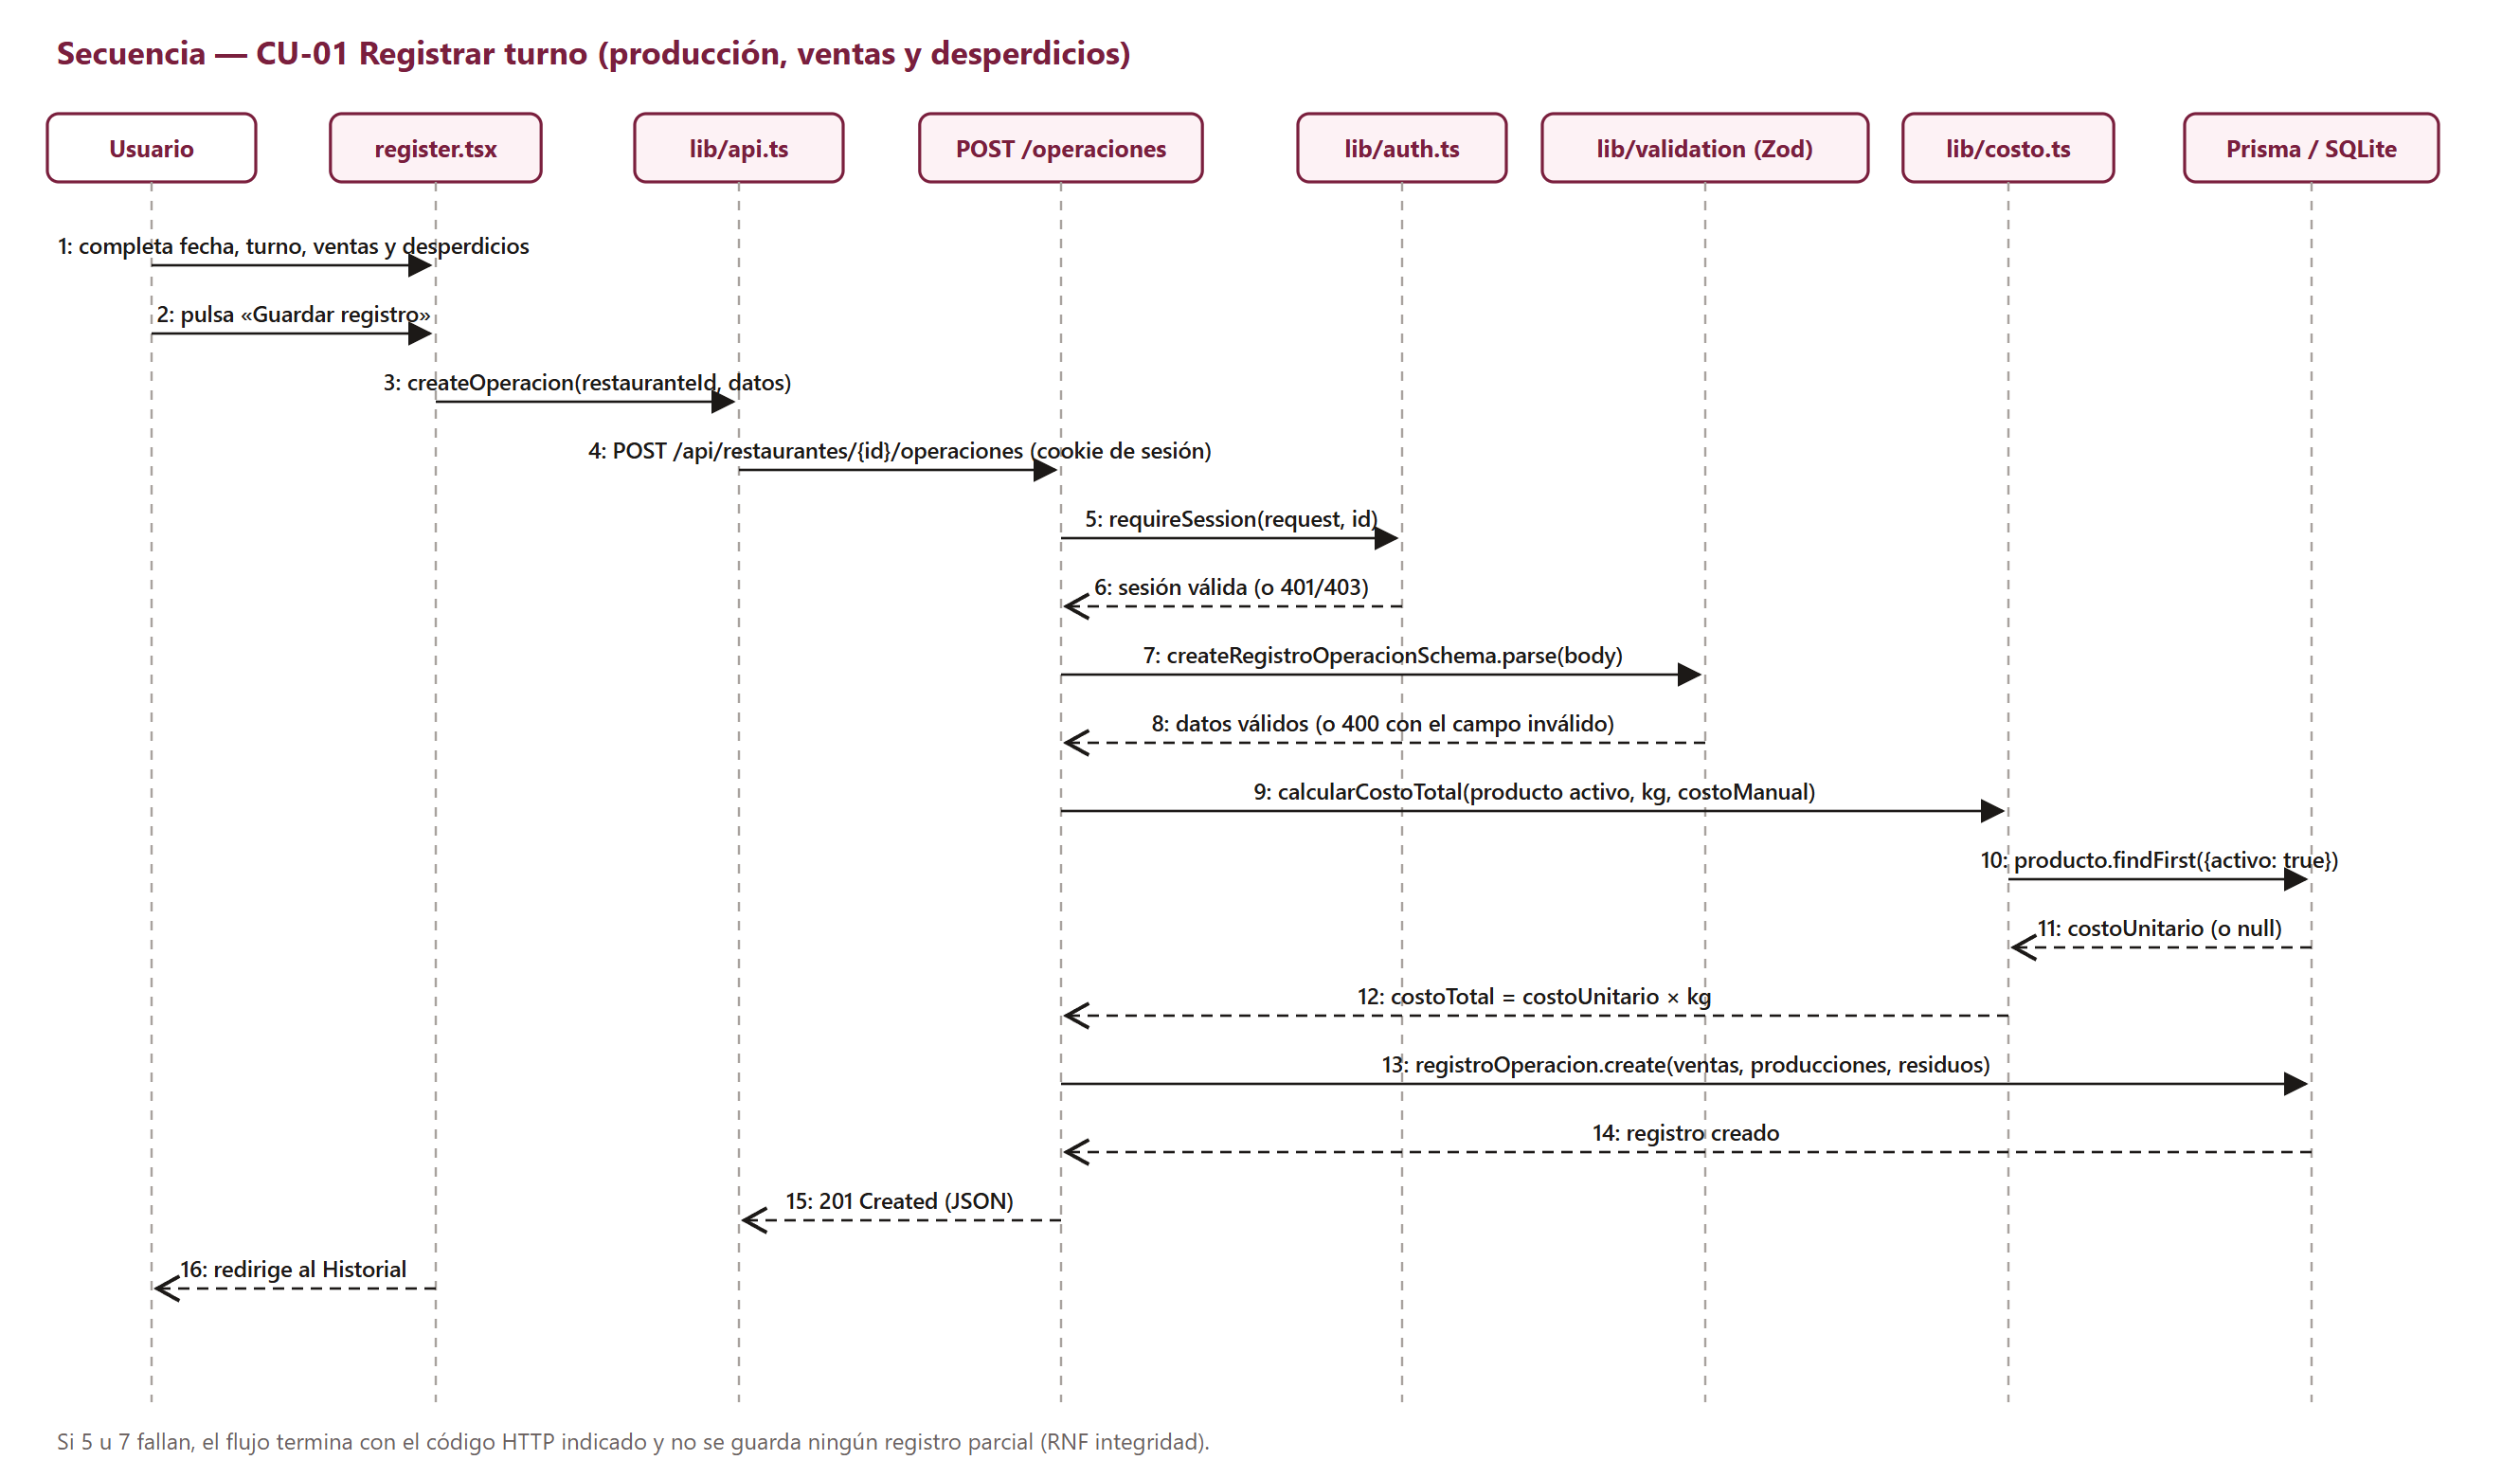 Secuencia — CU-01 Registrar turno (producción, ventas y desperdicios)
Usuario
register.tsx
lib/api.ts
POST /operaciones
lib/auth.ts
lib/validation (Zod)
lib/costo.ts
Prisma / SQLite
1: completa fecha, turno, ventas y desperdicios
2: pulsa «Guardar registro»
3: createOperacion(restauranteId, datos)
4: POST /api/restaurantes/{id}/operaciones (cookie de sesión)
5: requireSession(request, id)
6: sesión válida (o 401/403)
7: createRegistroOperacionSchema.parse(body)
8: datos válidos (o 400 con el campo inválido)
9: calcularCostoTotal(producto activo, kg, costoManual)
10: producto.findFirst({activo: true})
11: costoUnitario (o null)
12: costoTotal = costoUnitario × kg
13: registroOperacion.create(ventas, producciones, residuos)
14: registro creado
15: 201 Created (JSON)
16: redirige al Historial
Si 5 u 7 fallan, el flujo termina con el código HTTP indicado y no se guarda ningún registro parcial (RNF integridad).